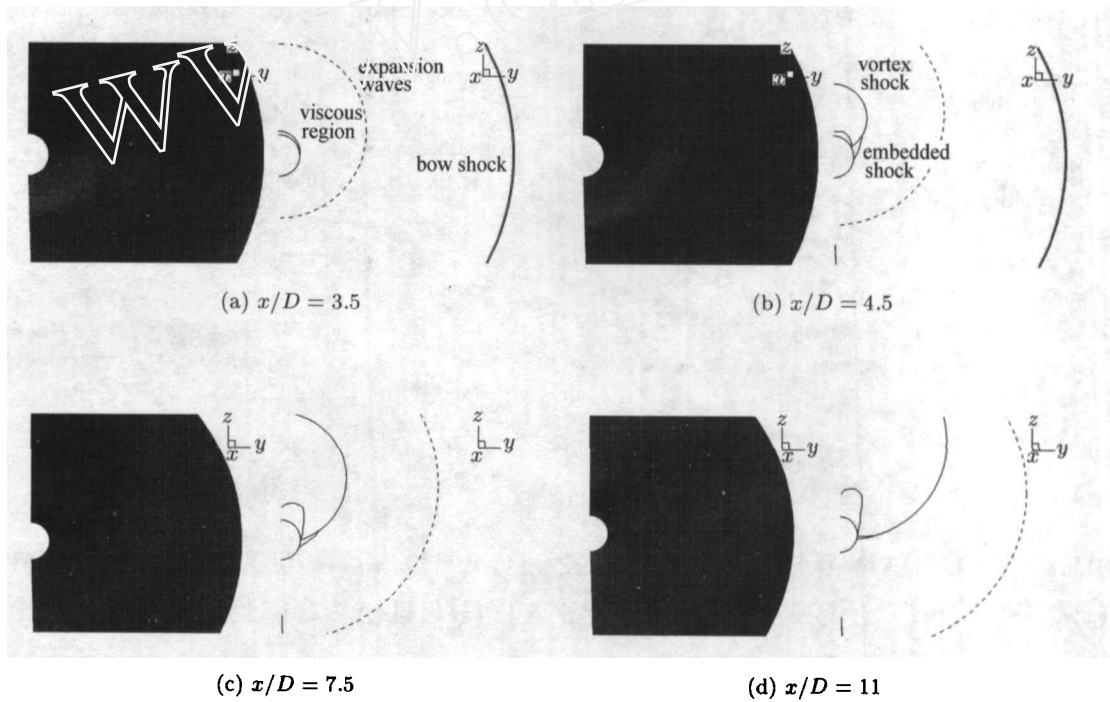 W W
z
x y
expansion
waves
viscous
region
bow shock
z
x y
z
x y
vortex
shock
embedded
shock
z
x y
(a) x/D = 3.5
(b) x/D = 4.5
z
x y
z
x y
z
x y
z
x y
(c) x/D = 7.5
(d) x/D = 11